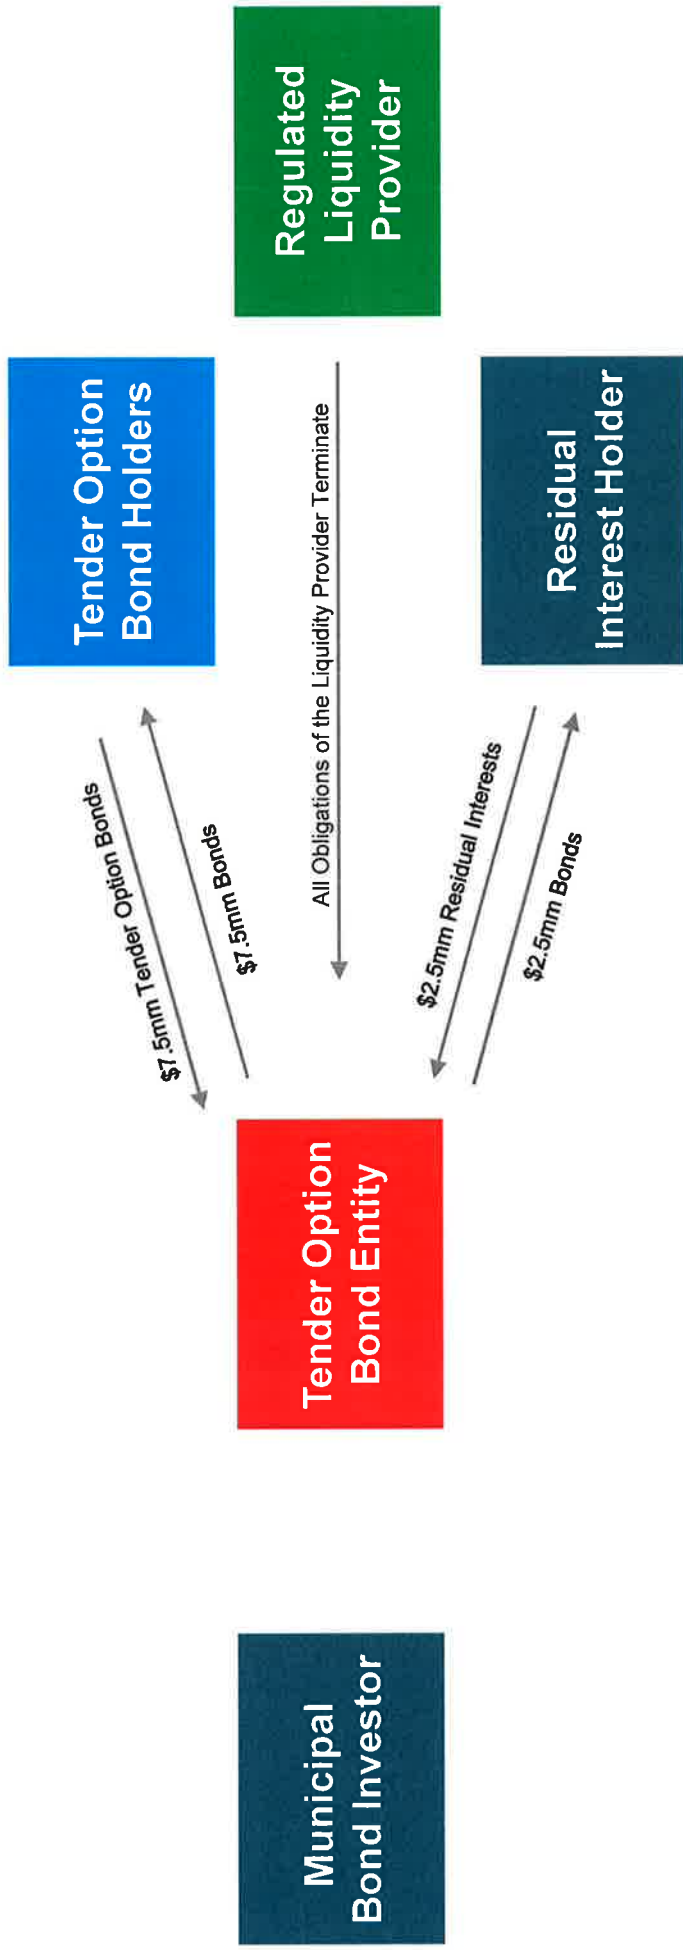 Tender Option
Bond Holders
$7.5mm Tender Option Bonds
$7.5mm Bonds
Municipal
Bond Investor
Tender Option
Bond Entity
All Obligations of the Liquidity Provider Terminate
Regulated
Liquidity
Provider
$2.5mm Residual Interests
$2.5mm Bonds
Residual
Interest Holder